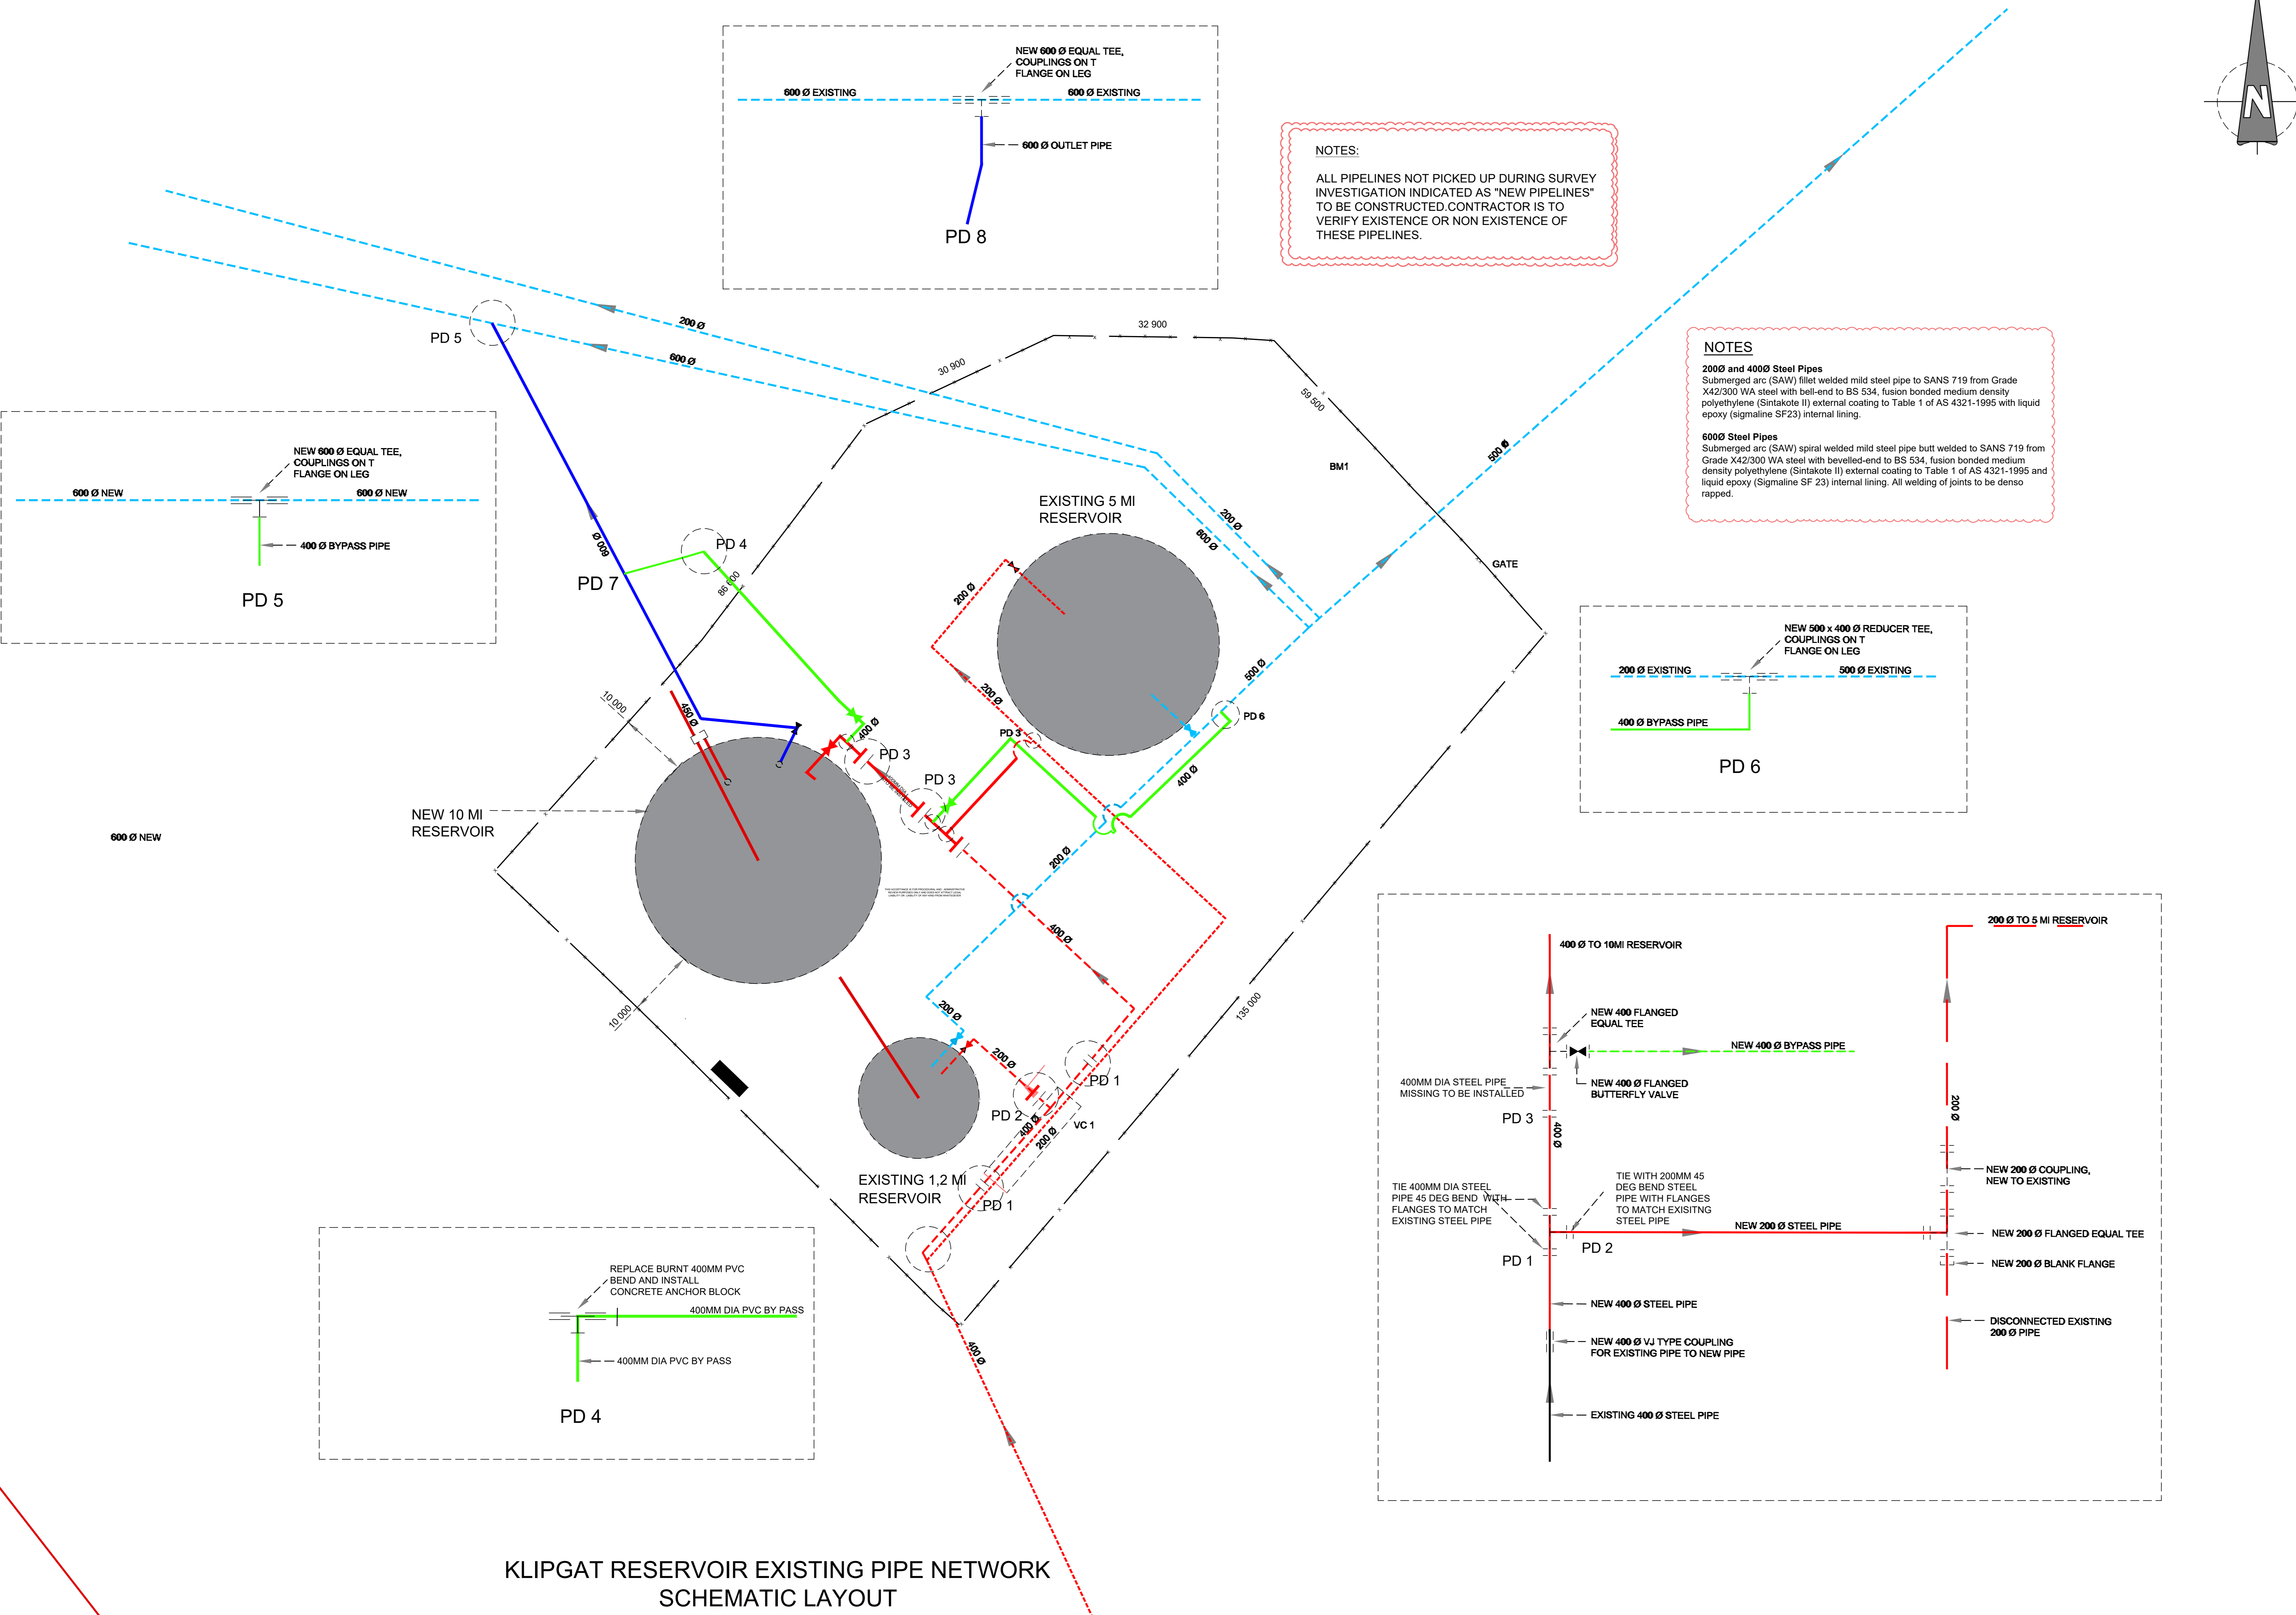 NEW 600 Ø EQUAL TEE,
COUPLINGS ON T
FLANGE ON LEG
600 Ø EXISTING
600 Ø EXISTING
600 Ø OUTLET PIPE
PD 8
N
NOTES:
ALL PIPELINES NOT PICKED UP DURING SURVEY
INVESTIGATION INDICATED AS "NEW PIPELINES"
TO BE CONSTRUCTED.CONTRACTOR IS TO
VERIFY EXISTENCE OR NON EXISTENCE OF
THESE PIPELINES.
NOTES
200Ø and 400Ø Steel Pipes
Submerged arc (SAW) fillet welded mild steel pipe to SANS 719 from Grade
X42/300 WA steel with bell-end to BS 534, fusion bonded medium density
polyethylene (Sintakote II) external coating to Table 1 of AS 4321-1995 with liquid
epoxy (sigmaline SF23) internal lining.
600Ø Steel Pipes
Submerged arc (SAW) spiral welded mild steel pipe butt welded to SANS 719 from
Grade X42/300 WA steel with bevelled-end to BS 534, fusion bonded medium
density polyethylene (Sintakote II) external coating to Table 1 of AS 4321-1995 and
liquid epoxy (Sigmaline SF 23) internal lining. All welding of joints to be denso
rapped.
PD 5
200 Ø
600 Ø
30 900
32 900
59 500
BM1
500 Ø
GATE
NEW 600 Ø EQUAL TEE,
COUPLINGS ON T
FLANGE ON LEG
600 Ø NEW
600 Ø NEW
400 Ø BYPASS PIPE
PD 5
600 Ø
PD 4
PD 7
86 000
EXISTING 5 Ml
RESERVOIR
200 Ø
600 Ø
200 Ø
200 Ø
500 Ø
PD 6
NEW 500 x 400 Ø REDUCER TEE,
COUPLINGS ON T
FLANGE ON LEG
200 Ø EXISTING
500 Ø EXISTING
400 Ø BYPASS PIPE
PD 6
10 000
450 Ø
400 Ø
PD 3
PD 3
PD 3
400 Ø
NEW 10 Ml
RESERVOIR
600 Ø NEW
200 Ø
400 Ø
10 000
135 000
200 Ø
200 Ø
PD 1
PD 2
400 Ø
200 Ø
VC 1
EXISTING 1,2 Ml
RESERVOIR
PD 1
400 Ø
200 Ø TO 5 Ml RESERVOIR
400 Ø TO 10Ml RESERVOIR
NEW 400 FLANGED
EQUAL TEE
NEW 400 Ø BYPASS PIPE
400MM DIA STEEL PIPE
MISSING TO BE INSTALLED
NEW 400 Ø FLANGED
BUTTERFLY VALVE
PD 3
400 Ø
200 Ø
NEW 200 Ø COUPLING,
NEW TO EXISTING
TIE 400MM DIA STEEL
PIPE 45 DEG BEND WITH
FLANGES TO MATCH
EXISTING STEEL PIPE
TIE WITH 200MM 45
DEG BEND STEEL
PIPE WITH FLANGES
TO MATCH EXISITNG
STEEL PIPE
NEW 200 Ø STEEL PIPE
NEW 200 Ø FLANGED EQUAL TEE
PD 2
PD 1
NEW 200 Ø BLANK FLANGE
NEW 400 Ø STEEL PIPE
DISCONNECTED EXISTING
200 Ø PIPE
NEW 400 Ø VJ TYPE COUPLING
FOR EXISTING PIPE TO NEW PIPE
EXISTING 400 Ø STEEL PIPE
REPLACE BURNT 400MM PVC
BEND AND INSTALL
CONCRETE ANCHOR BLOCK
400MM DIA PVC BY PASS
400MM DIA PVC BY PASS
PD 4
KLIPGAT RESERVOIR EXISTING PIPE NETWORK
SCHEMATIC LAYOUT